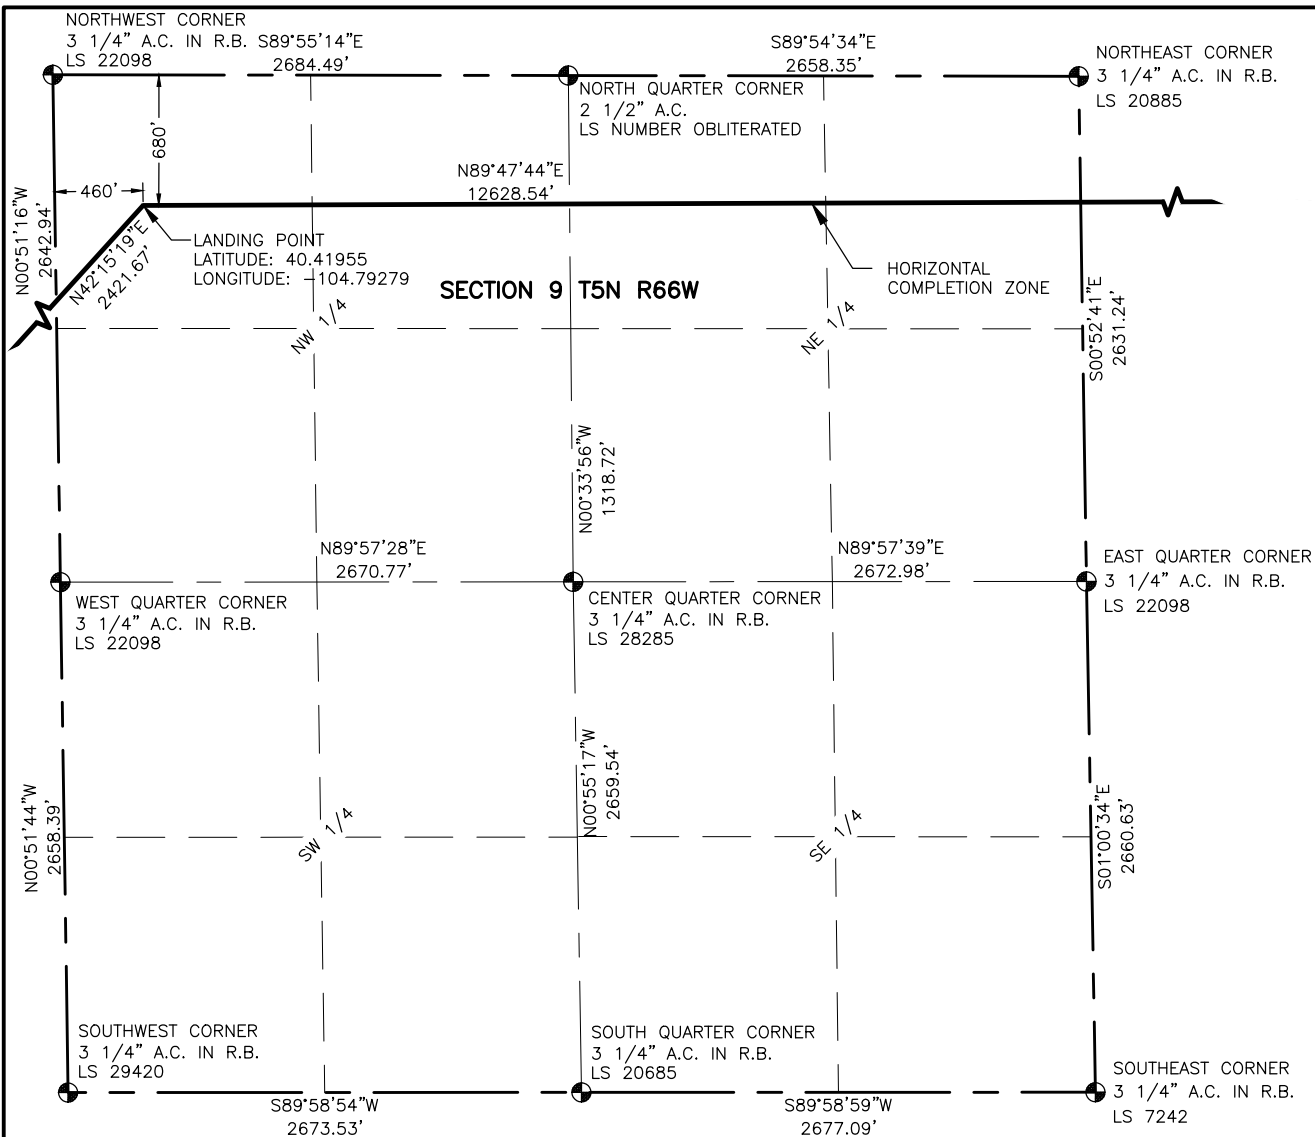 NORTHWEST CORNER
3 1/4” A.C. IN R.B.
LS 22098
S89°55'14”E
2684.49'
S89°54'34”E
2658.35'
NORTHEAST CORNER
3 1/4” A.C. IN R.B.
LS 20885
NORTH QUARTER CORNER
2 1/2” A.C.
LS NUMBER OBLITERATED
680'
460'
N89°47'44”E
12628.54'
N00°51'16”W
2642.94'
N42°15'19”E
2421.67'
LANDING POINT
LATITUDE: 40.41955
LONGITUDE: -104.79279
HORIZONTAL
COMPLETION ZONE
SECTION 9 T5N R66W
NW 1/4
NE 1/4
S00°52'41”E
2631.24'
N00°33'56”W
1318.72'
N89°57'28”E
2670.77'
N89°57'39”E
2672.98'
EAST QUARTER CORNER
3 1/4” A.C. IN R.B.
LS 22098
WEST QUARTER CORNER
3 1/4” A.C. IN R.B.
LS 22098
CENTER QUARTER CORNER
3 1/4” A.C. IN R.B.
LS 28285
N00°51'44”W
2658.39'
SW 1/4
N00°55'17”W
2659.54'
SE 1/4
S01°00'34”E
2660.63'
SOUTHWEST CORNER
3 1/4” A.C. IN R.B.
LS 29420
SOUTH QUARTER CORNER
3 1/4” A.C. IN R.B.
LS 20685
SOUTHEAST CORNER
3 1/4” A.C. IN R.B.
LS 7242
S89°58'54”W
2673.53'
S89°58'59”W
2677.09'